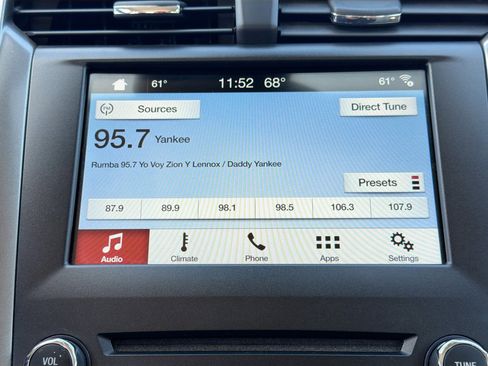 61° 11:52 68° 61°
FM Sources Direct Tune
95.7 Yankee
Rumba 95.7 Yo Voy Zion Y Lennox / Daddy Yankee
Presets
87.9 89.9 98.1 98.5 106.3 107.9
Audio Climate Phone Apps Settings
VOL TUNE